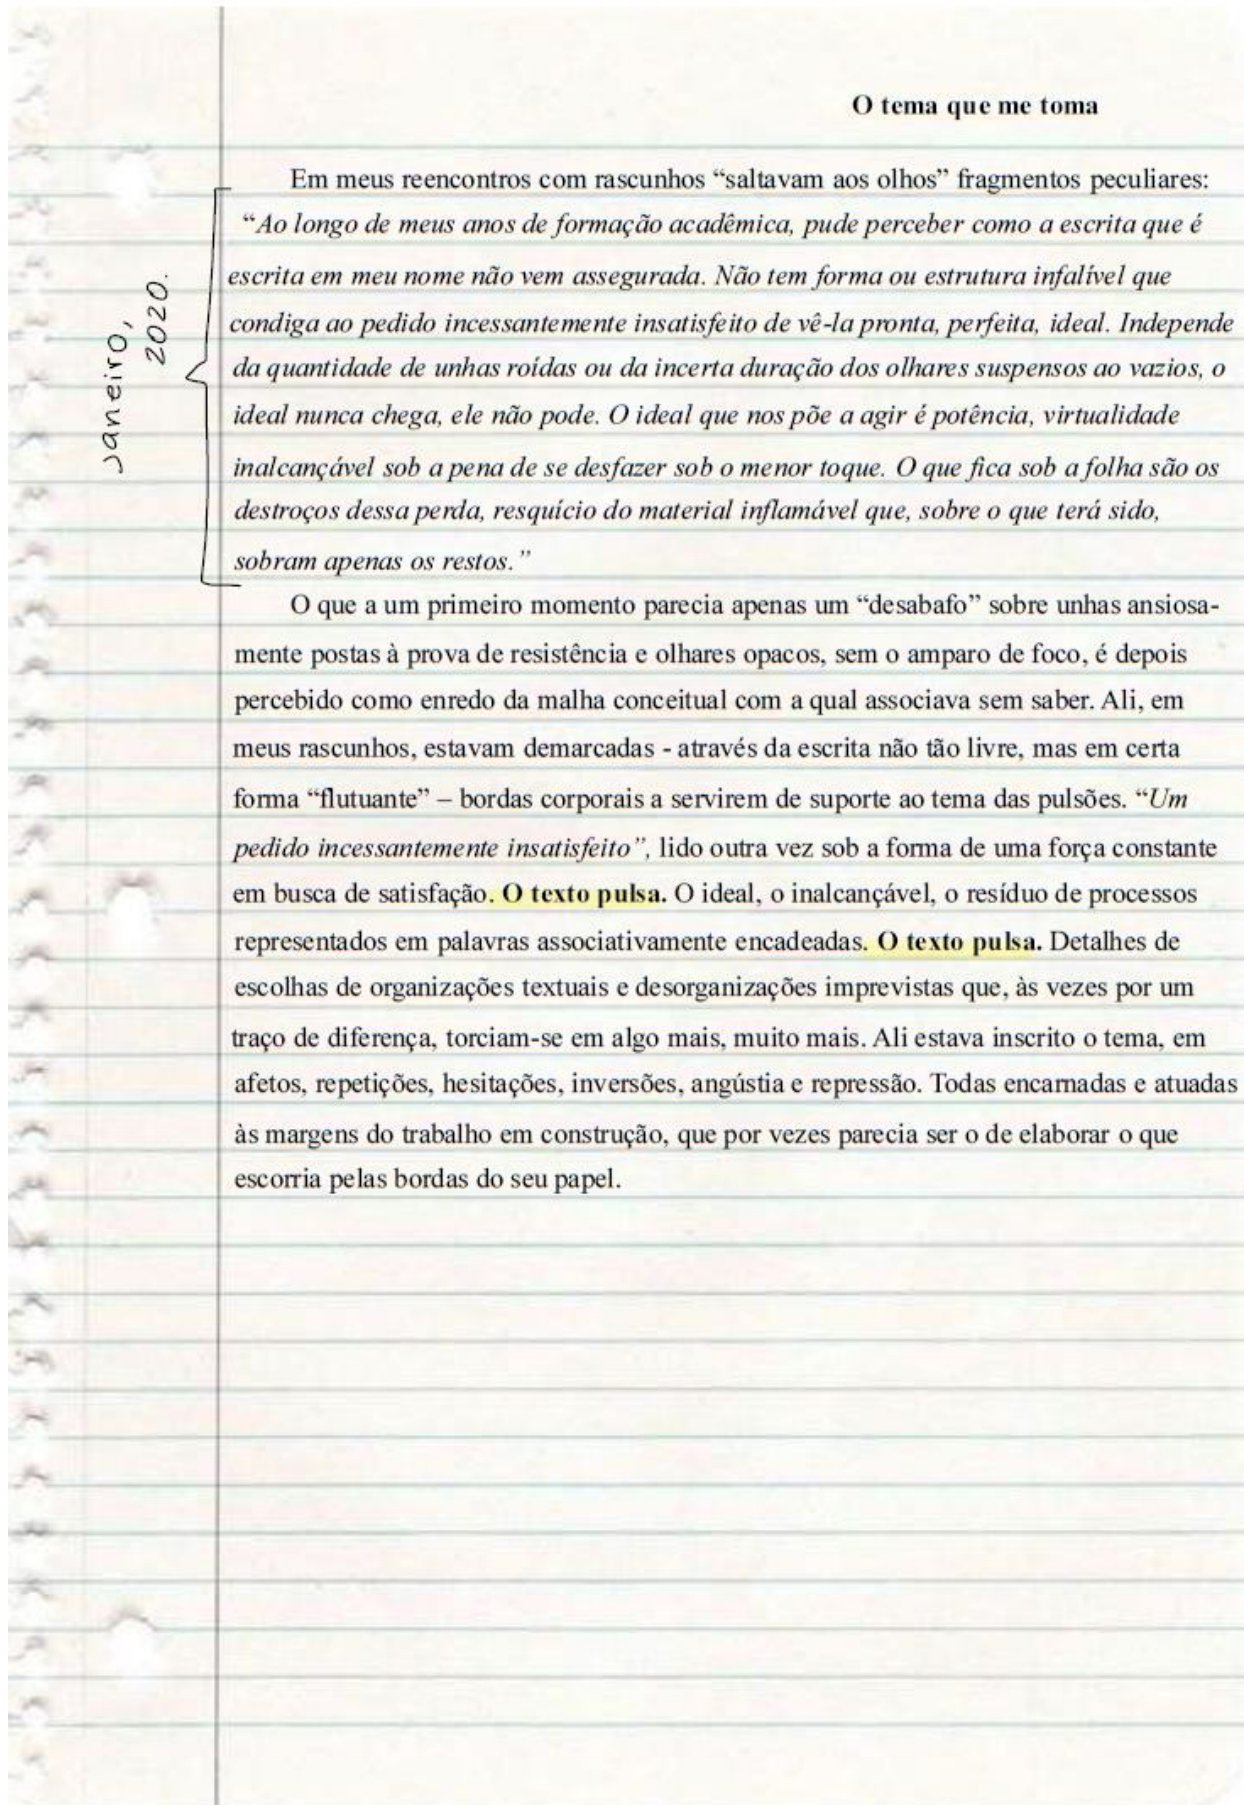 O tema que me toma
Em meus reencontros com rascunhos “saltavam aos olhos” fragmentos peculiares:
“Ao longo de meus anos de formação acadêmica, pude perceber como a escrita que é
escrita em meu nome não vem assegurada. Não tem forma ou estrutura infalível que
condiga ao pedido incessantemente insatisfeito de vê-la pronta, perfeita, ideal. Independe
da quantidade de unhas roídas ou da incerta duração dos olhares suspensos ao vazios, o
ideal nunca chega, ele não pode. O ideal que nos põe a agir é potência, virtualidade
inalcançável sob a pena de se desfazer sob o menor toque. O que fica sob a folha são os
destroços dessa perda, resquício do material inflamável que, sobre o que terá sido,
sobram apenas os restos.”
Janeiro,
2020.
O que a um primeiro momento parecia apenas um “desabafo” sobre unhas ansiosa-
mente postas à prova de resistência e olhares opacos, sem o amparo de foco, é depois
percebido como enredo da malha conceitual com a qual associava sem saber. Ali, em
meus rascunhos, estavam demarcadas - através da escrita não tão livre, mas em certa
forma “flutuante” – bordas corporais a servirem de suporte ao tema das pulsões. “Um
pedido incessantemente insatisfeito”, lido outra vez sob a forma de uma força constante
em busca de satisfação. O texto pulsa. O ideal, o inalcançável, o resíduo de processos
representados em palavras associativamente encadeadas. O texto pulsa. Detalhes de
escolhas de organizações textuais e desorganizações imprevistas que, às vezes por um
traço de diferença, torciam-se em algo mais, muito mais. Ali estava inscrito o tema, em
afetos, repetições, hesitações, inversões, angústia e repressão. Todas encarnadas e atuadas
às margens do trabalho em construção, que por vezes parecia ser o de elaborar o que
escorria pelas bordas do seu papel.